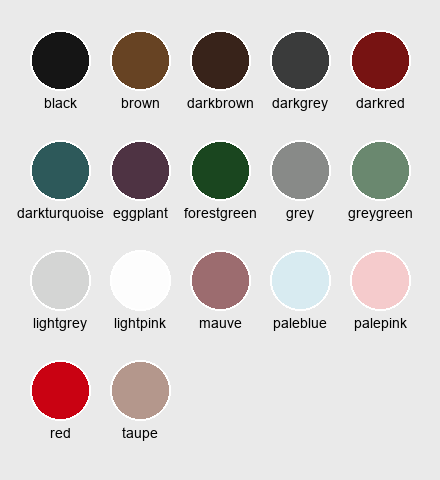 black brown darkbrown darkgrey darkred
darkturquoise eggplant forestgreen grey greygreen
lightgrey lightpink mauve paleblue palepink
red taupe